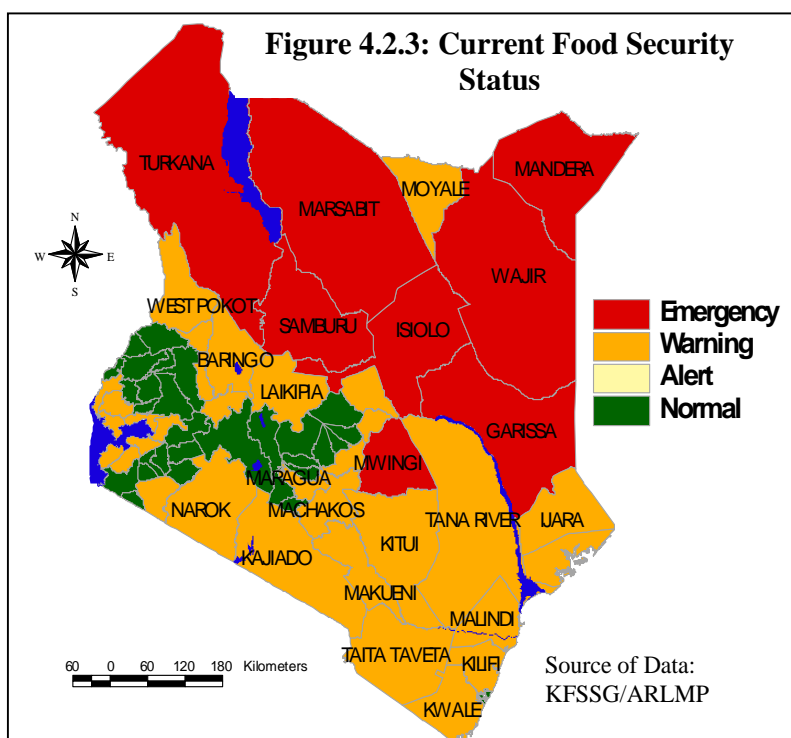 Figure 4.2.3: Current Food Security
Status
TURKANA
MANDERA
MOYALE
MARSABIT
N
W E
S
WAJIR
WEST POKOT
SAMBURU
ISIOLO
Emergency
Warning
Alert
Normal
BARINGO
LAIKIPIA
GARISSA
MWINGI
MARAGUA
NAROK
MACHAKOS
TANA RIVER
IJARA
KITUI
KAJIADO
MAKUENI
MALINDI
TAITA TAVETA
KILIFI
KWALE
60 0 60 120 180 Kilometers
Source of Data:
KFSSG/ARLMP